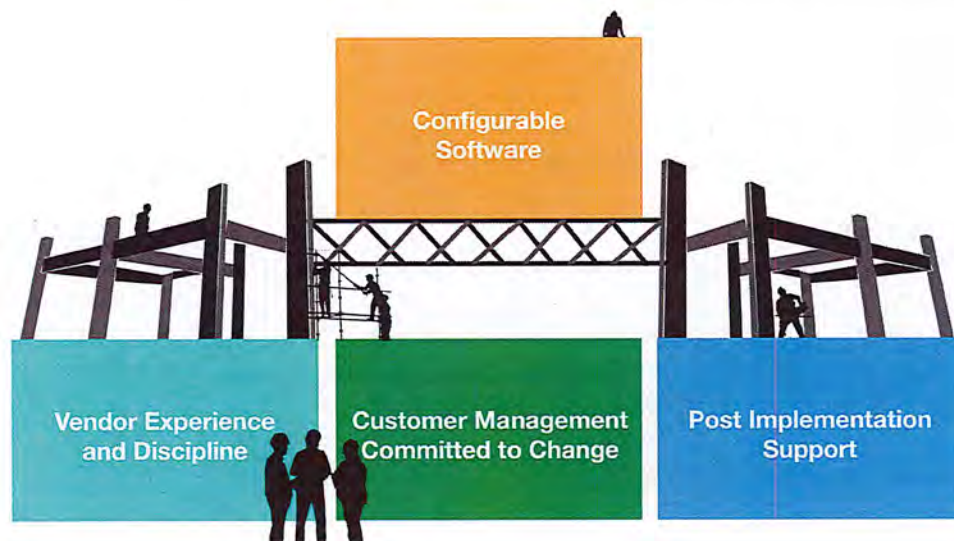 Configurable
Software
Vendor Experience
and Discipline
Customer Management
Committed to Change
Post Implementation
Support